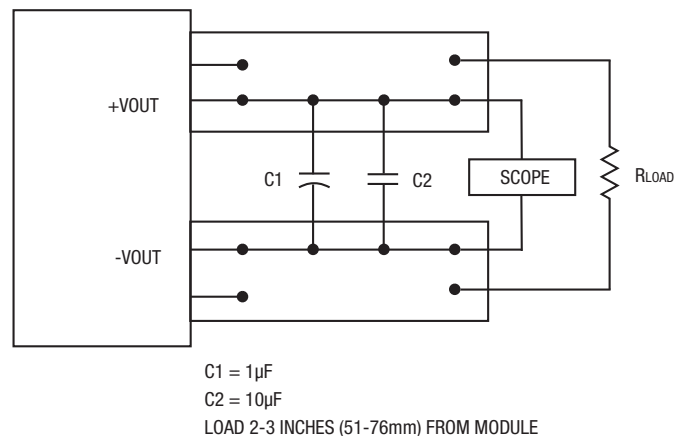 +VOUT
C1
C2
SCOPE
RLOAD
-VOUT
C1 = 1µF
C2 = 10µF
LOAD 2-3 INCHES (51-76mm) FROM MODULE